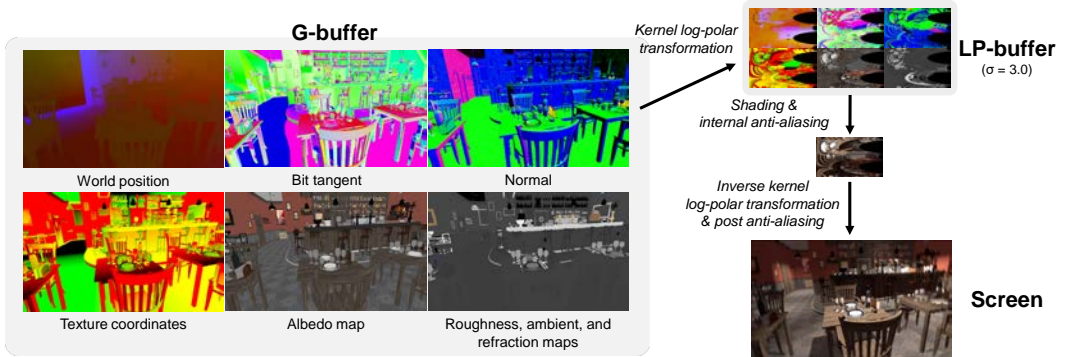 G-buffer
World position
Bit tangent
Normal
Texture coordinates
Albedo map
Roughness, ambient, and
refraction maps
Kernel log-polar
transformation
LP-buffer
(σ = 3.0)
Shading &
internal anti-aliasing
Inverse kernel
log-polar transformation
& post anti-aliasing
Screen